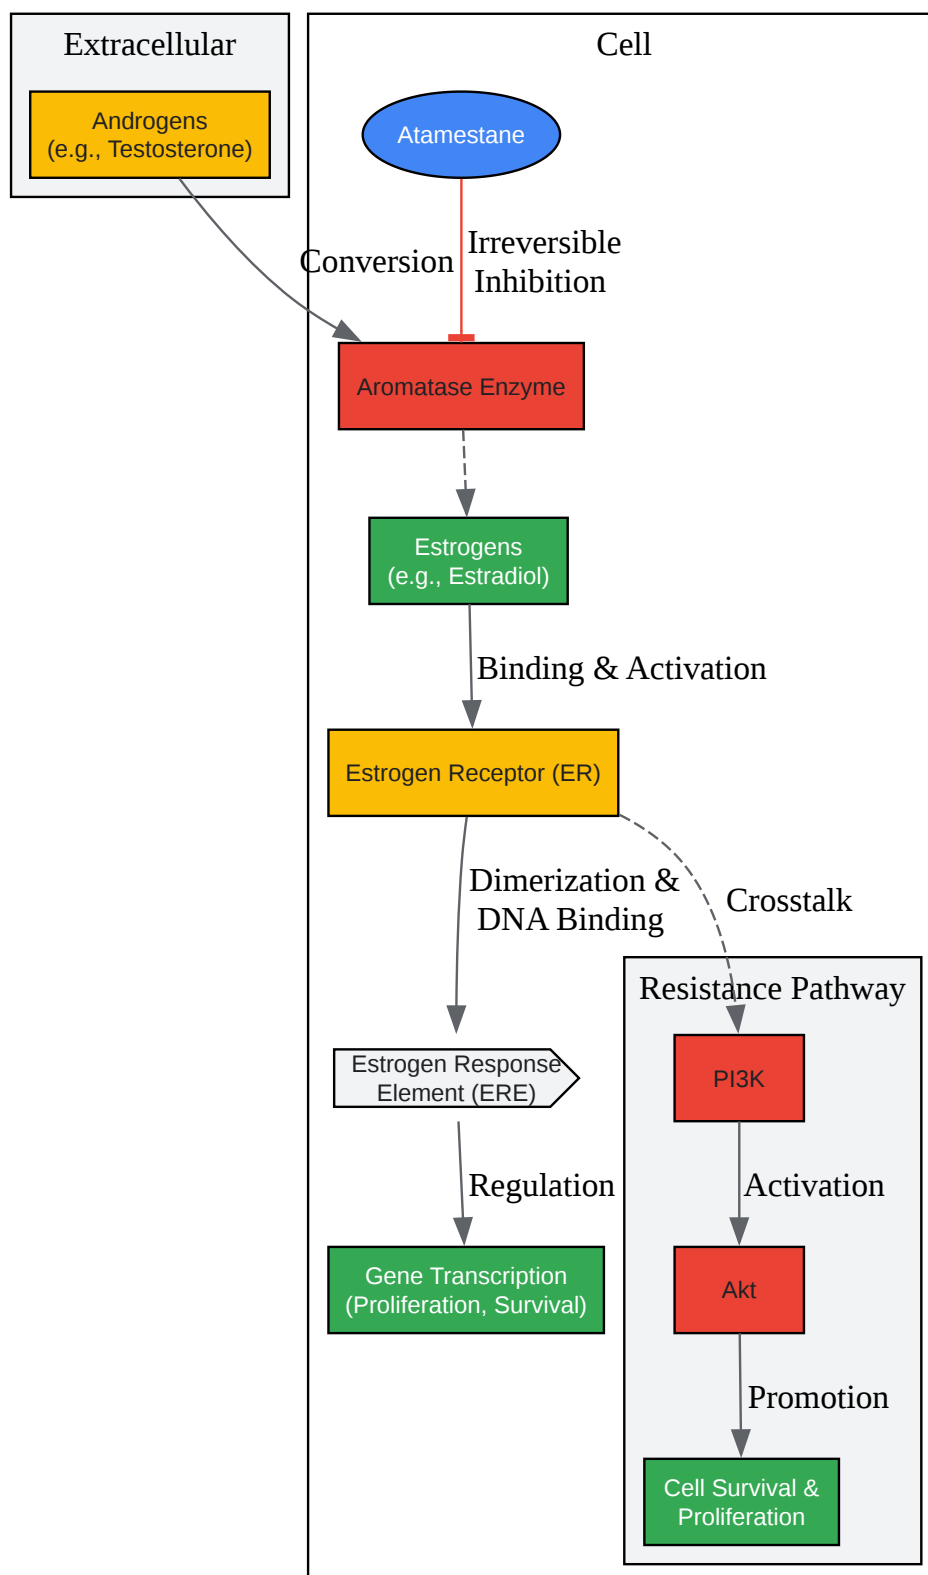 Extracellular
Cell
Androgens
(e.g., Testosterone)
Atamestane
Conversion
Irreversible
Inhibition
Aromatase Enzyme
Estrogens
(e.g., Estradiol)
Binding & Activation
Estrogen Receptor (ER)
Dimerization &
DNA Binding
Crosstalk
Resistance Pathway
Estrogen Response
Element (ERE)
PI3K
Regulation
Activation
Gene Transcription
(Proliferation, Survival)
Akt
Promotion
Cell Survival &
Proliferation